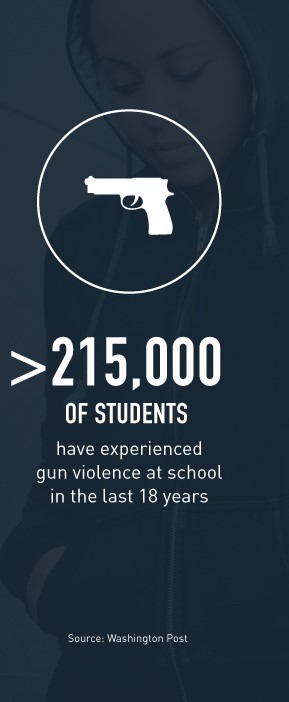 >215,000
OF STUDENTS
have experienced
gun violence at school
in the last 18 years
Source: Washington Post